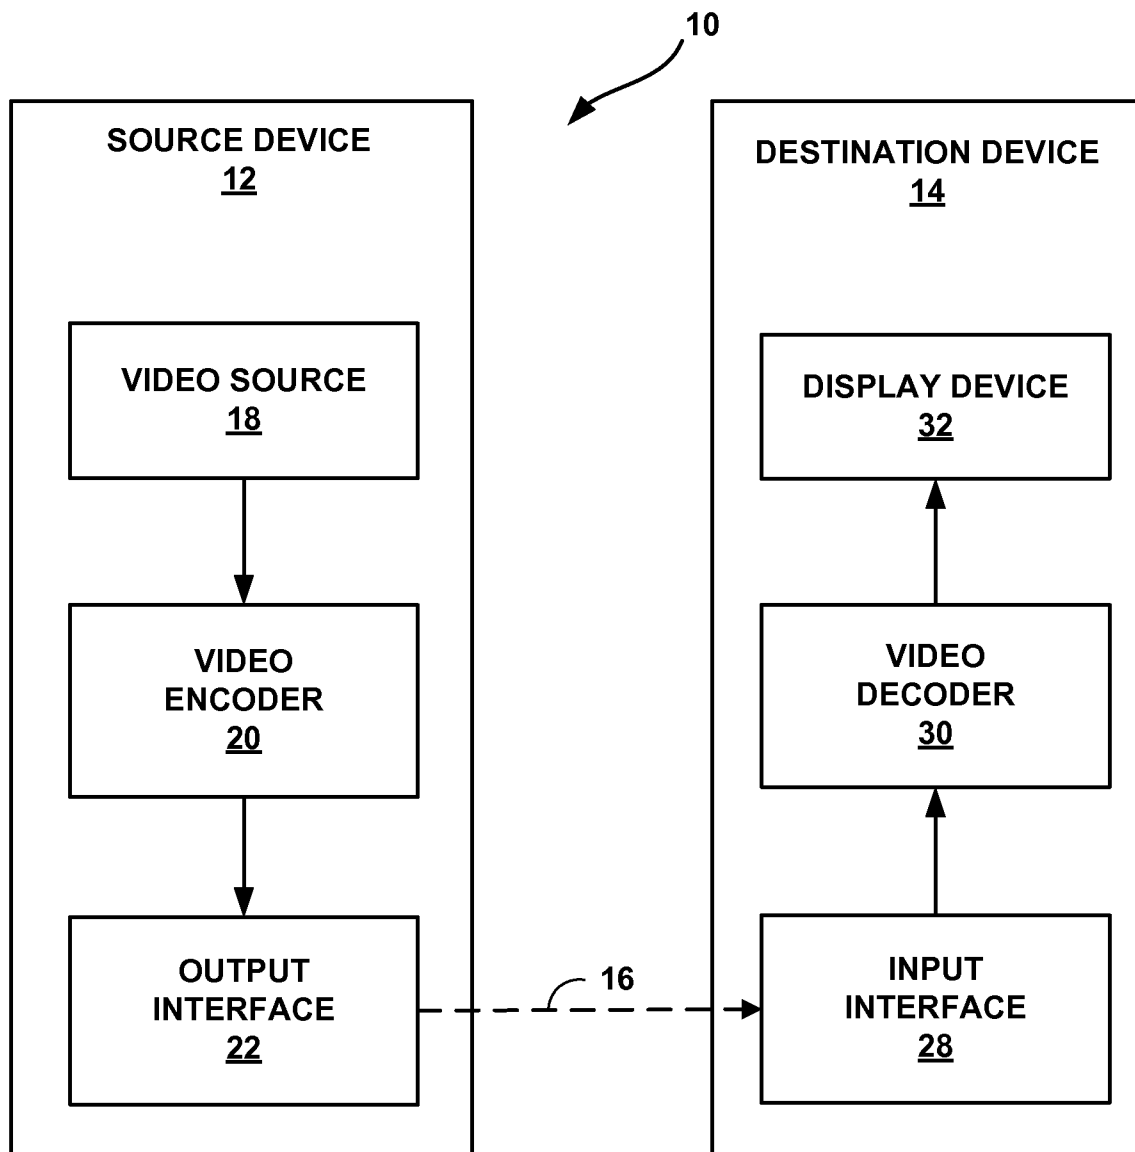 10
SOURCE DEVICE
12
VIDEO SOURCE
18
VIDEO
ENCODER
20
OUTPUT
INTERFACE
22
16
DESTINATION DEVICE
14
DISPLAY DEVICE
32
VIDEO
DECODER
30
INPUT
INTERFACE
28